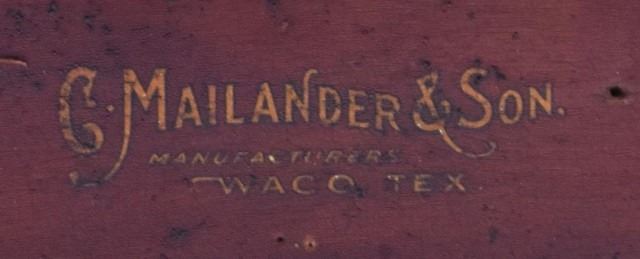 C. MAILANDER & SON.
MANUFACTURERS
WACO, TEX.